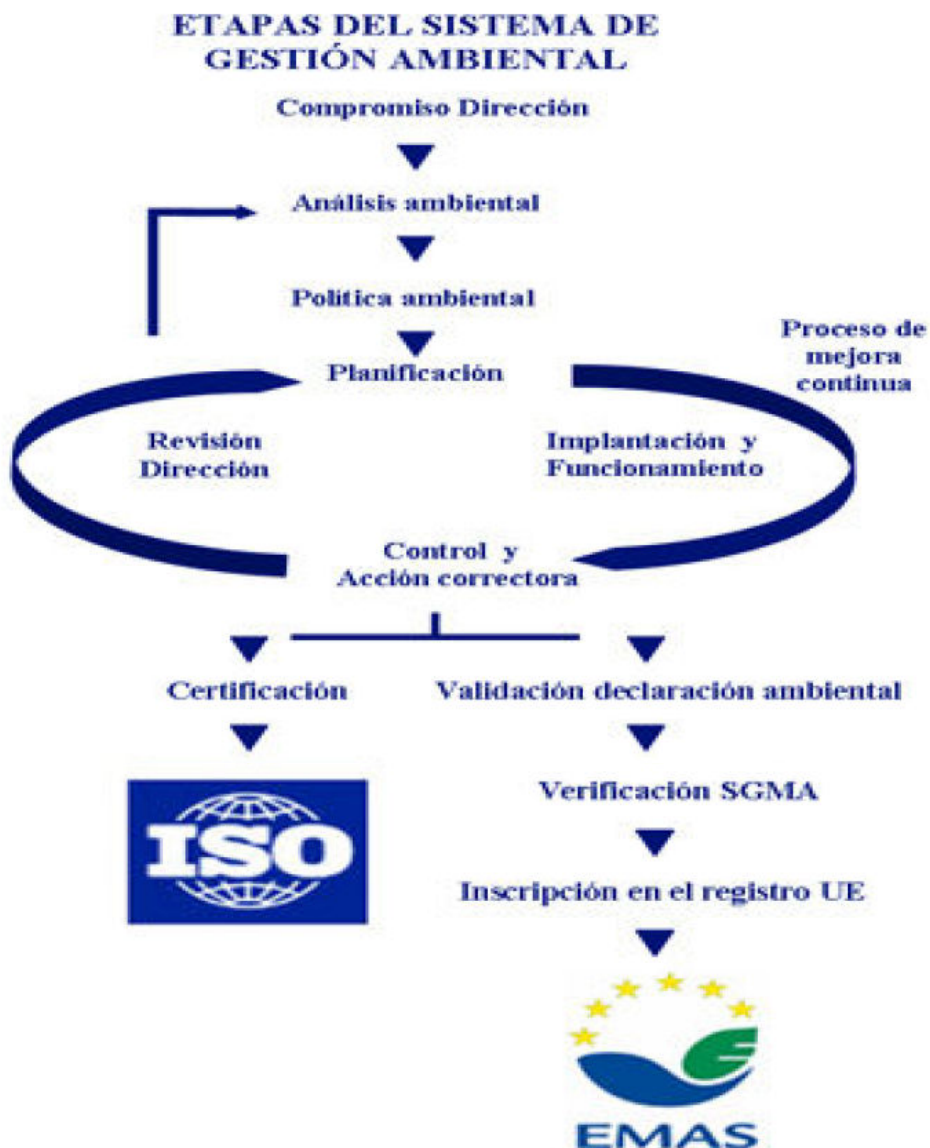 ETAPAS DEL SISTEMA DE
GESTIÓN AMBIENTAL
Compromiso Dirección
Análisis ambiental
Política ambiental
Proceso de
mejora
continua
Planificación
Revisión
Dirección
Implantación y
Funcionamiento
Control y
Acción correctora
Certificación
Validación declaración ambiental
ISO
Verificación SGMA
Inscripción en el registro UE
EMAS